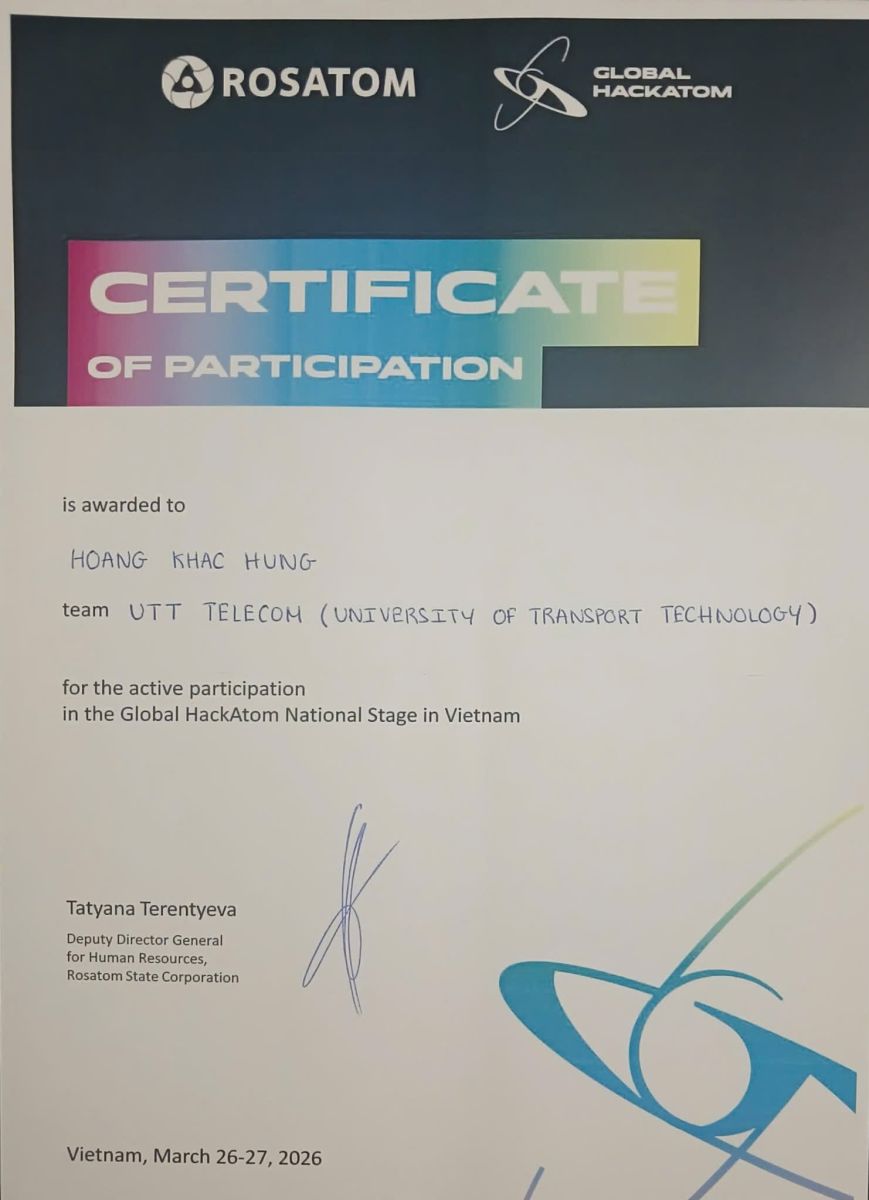 ROSATOM
GLOBAL
HACKATOM
CERTIFICATE
OF PARTICIPATION
is awarded to
HOANG KHAC HUNG
team UTT TELECOM (UNIVERSITY OF TRANSPORT TECHNOLOGY)
for the active participation
in the Global HackAtom National Stage in Vietnam
Tatyana Terentyeva
Deputy Director General
for Human Resources,
Rosatom State Corporation
Vietnam, March 26-27, 2026